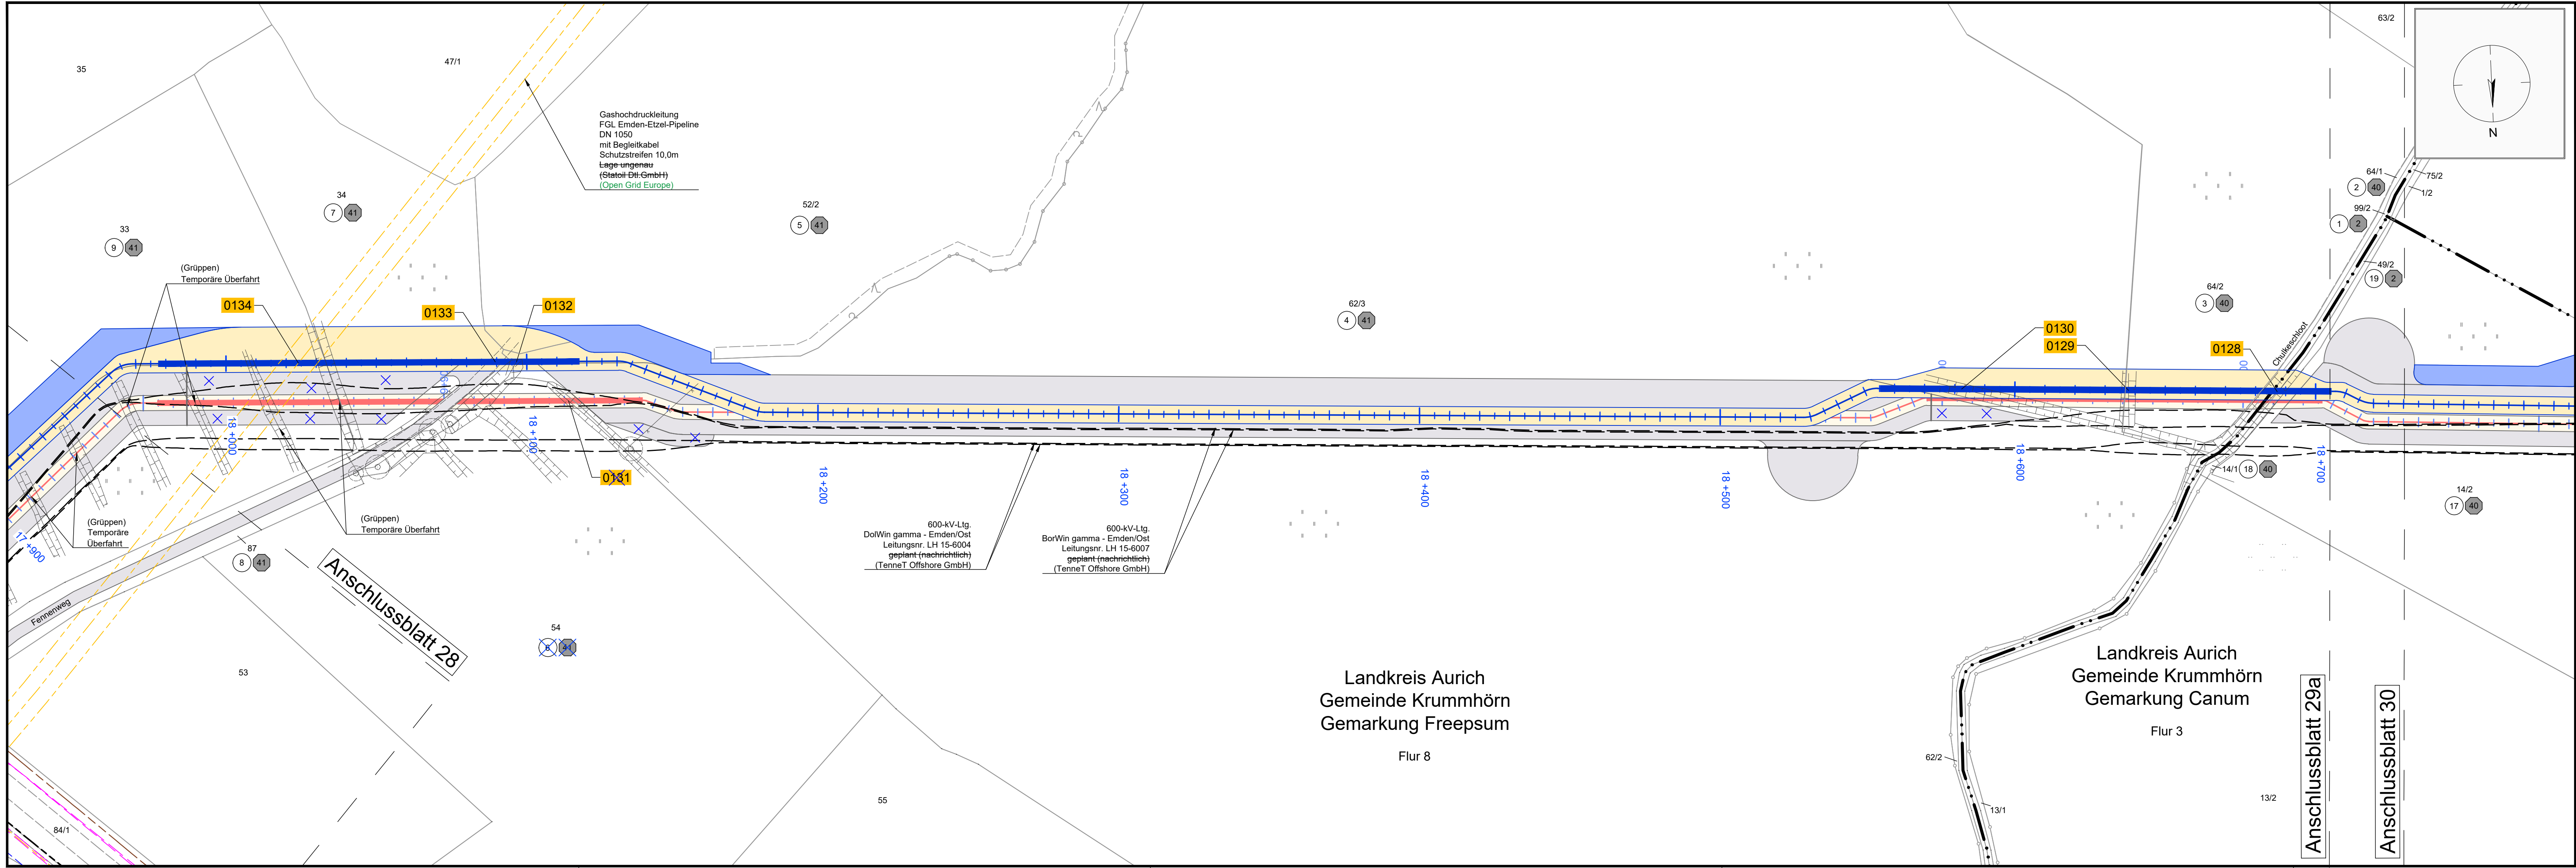 63/2
35
47/1
N
Gashochdruckleitung
FGL Emden-Etzel-Pipeline
DN 1050
mit Begleitkabel
Schutzstreifen 10,0m
Lage ungenau
(Statoil Dtl.GmbH)
(Open Grid Europe)
64/1
75/2
2 40
1/2
34
7 41
52/2
5 41
99/2
1 2
33
9 41
49/2
19 2
(Grüppen)
Temporäre Überfahrt
64/2
3 40
62/3
4 41
0134
0133
0132
0130
0129
0128
Chulkeschloot
18 +000
18 +100
18 +200
18 +300
18 +400
18 +500
18 +600
18 +700
0131
14/1 18 40
14/2
17 40
17 +900
(Grüppen)
Temporäre
Überfahrt
(Grüppen)
Temporäre Überfahrt
600-kV-Ltg.
DolWin gamma - Emden/Ost
Leitungsnr. LH 15-6004
geplant (nachrichtlich)
(TenneT Offshore GmbH)
600-kV-Ltg.
BorWin gamma - Emden/Ost
Leitungsnr. LH 15-6007
geplant (nachrichtlich)
(TenneT Offshore GmbH)
87
8 41
Fennenweg
Anschlussblatt 28
54
6 41
53
Landkreis Aurich
Gemeinde Krummhörn
Gemarkung Freepsum
Flur 8
Landkreis Aurich
Gemeinde Krummhörn
Gemarkung Canum
Flur 3
62/2
13/1
13/2
55
84/1
Anschlussblatt 29a
Anschlussblatt 30